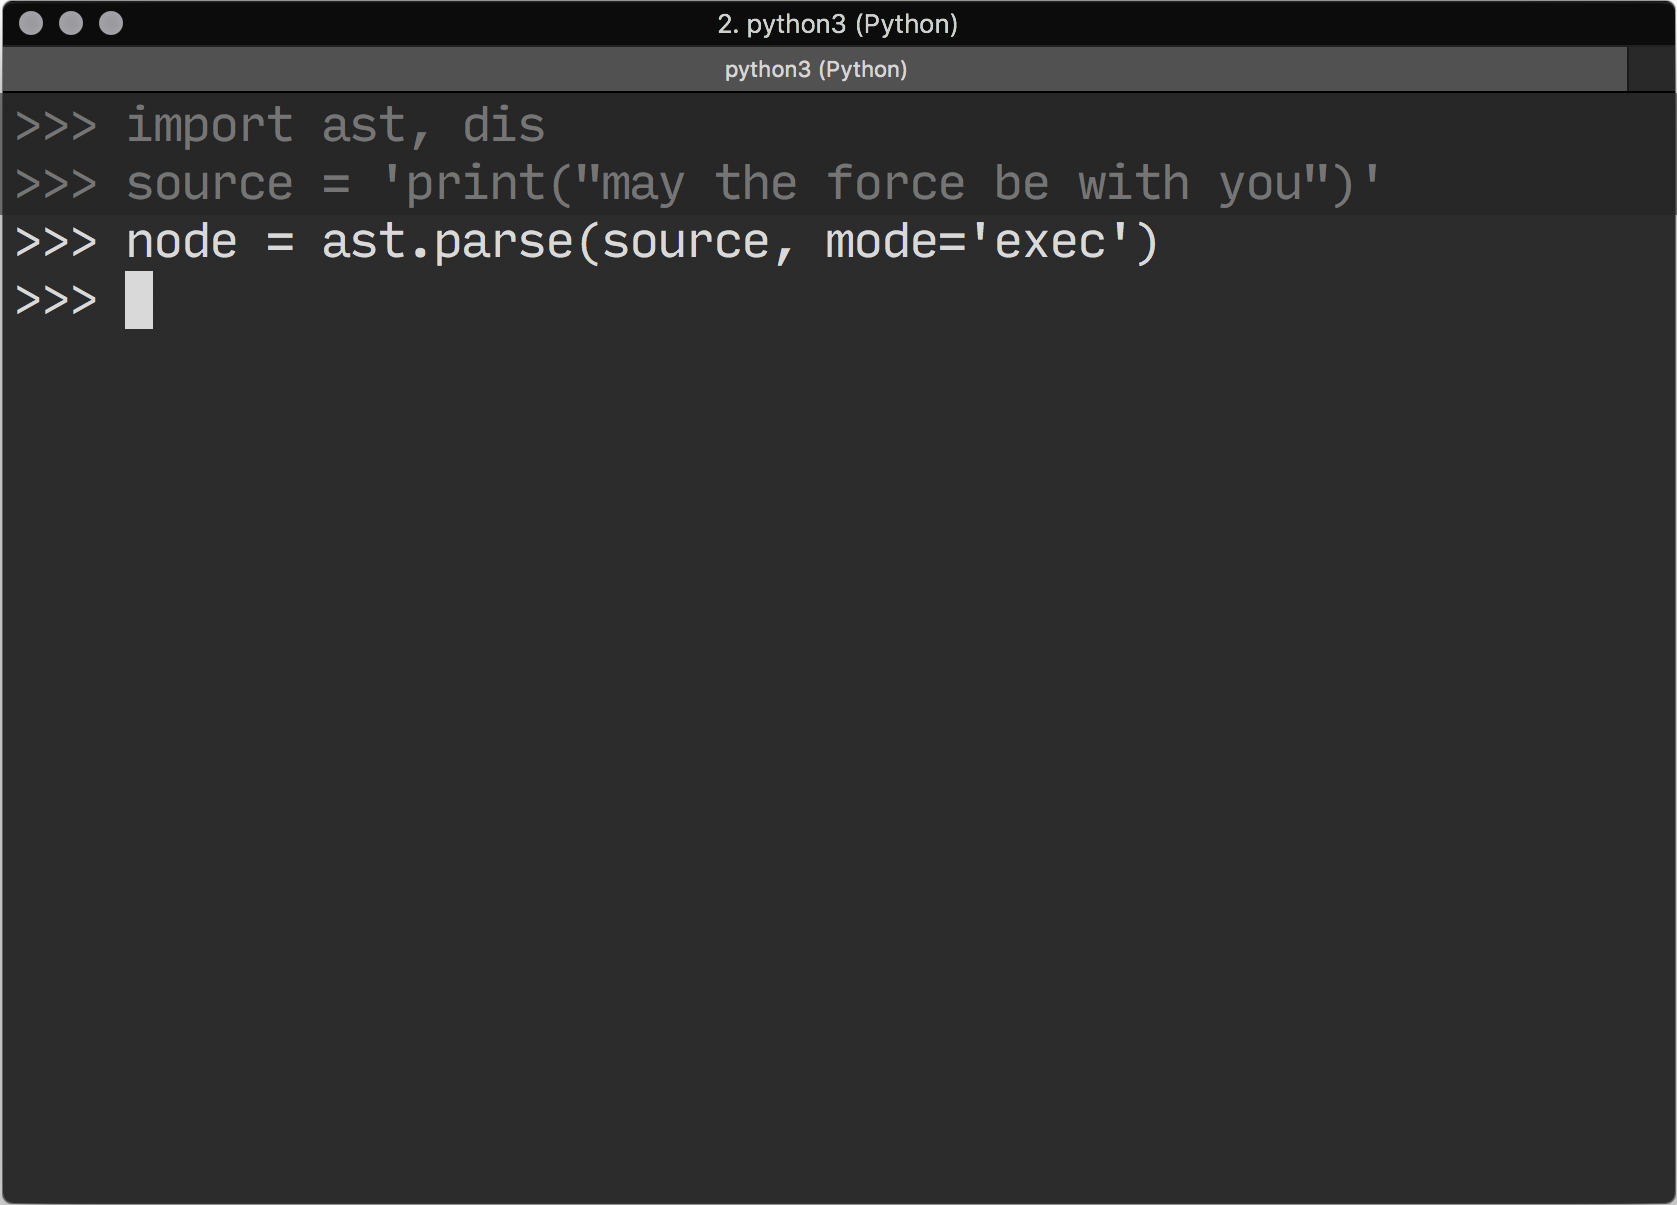 2. python3 (Python)
python3 (Python)
>>> import ast, dis
>>> source = 'print("may the force be with you")'
>>> node = ast.parse(source, mode='exec')
>>>